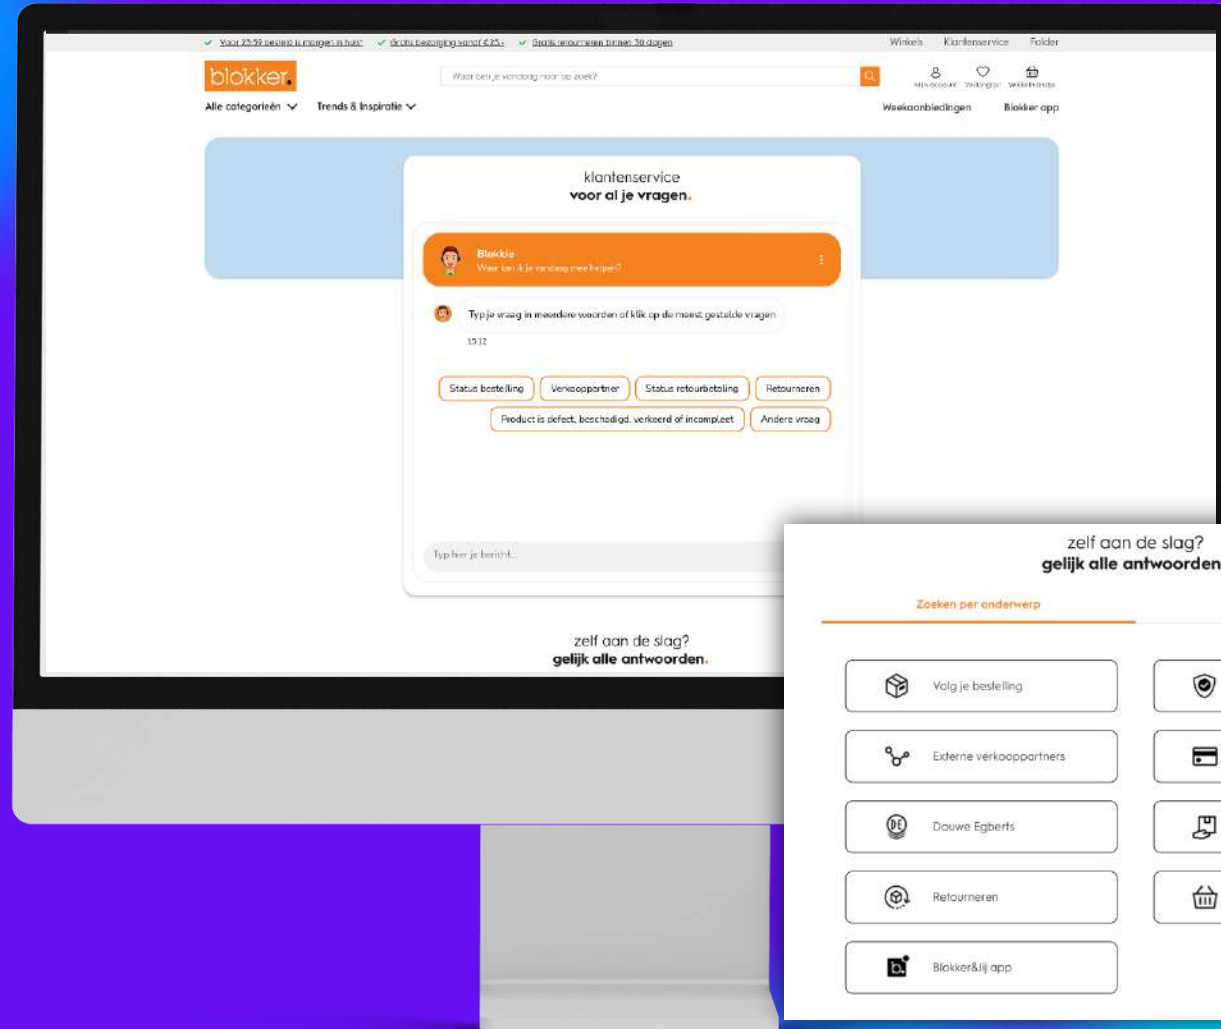 Voor 23:59 besteld is morgen in huis* Gratis bezorging vanaf €25,- Gratis retourneren binnen 30 dagen Winkels Klantenservice Folder
blokker. Waar ben je vandaag naar op zoek?
Mijn account Verlanglijst Winkelmandje
Alle categorieën Trends & Inspiratie Weekaanbiedingen Blokker app
klantenservice
voor al je vragen.
Blokkie
Waar kan ik je vandaag mee helpen?
Typ je vraag in meerdere woorden of klik op de meest gestelde vragen
15:12
Status bestelling Verkooppartner Status retourbetaling Retourneren
Product is defect, beschadigd, verkeerd of incompleet Andere vraag
Typ hier je bericht...
zelf aan de slag?
gelijk alle antwoorden.
zelf aan de slag?
gelijk alle antwoorden
Zoeken per onderwerp
Volg je bestelling
Externe verkooppartners
DE Douwe Egberts
Retourneren
b. Blokker&Jij app